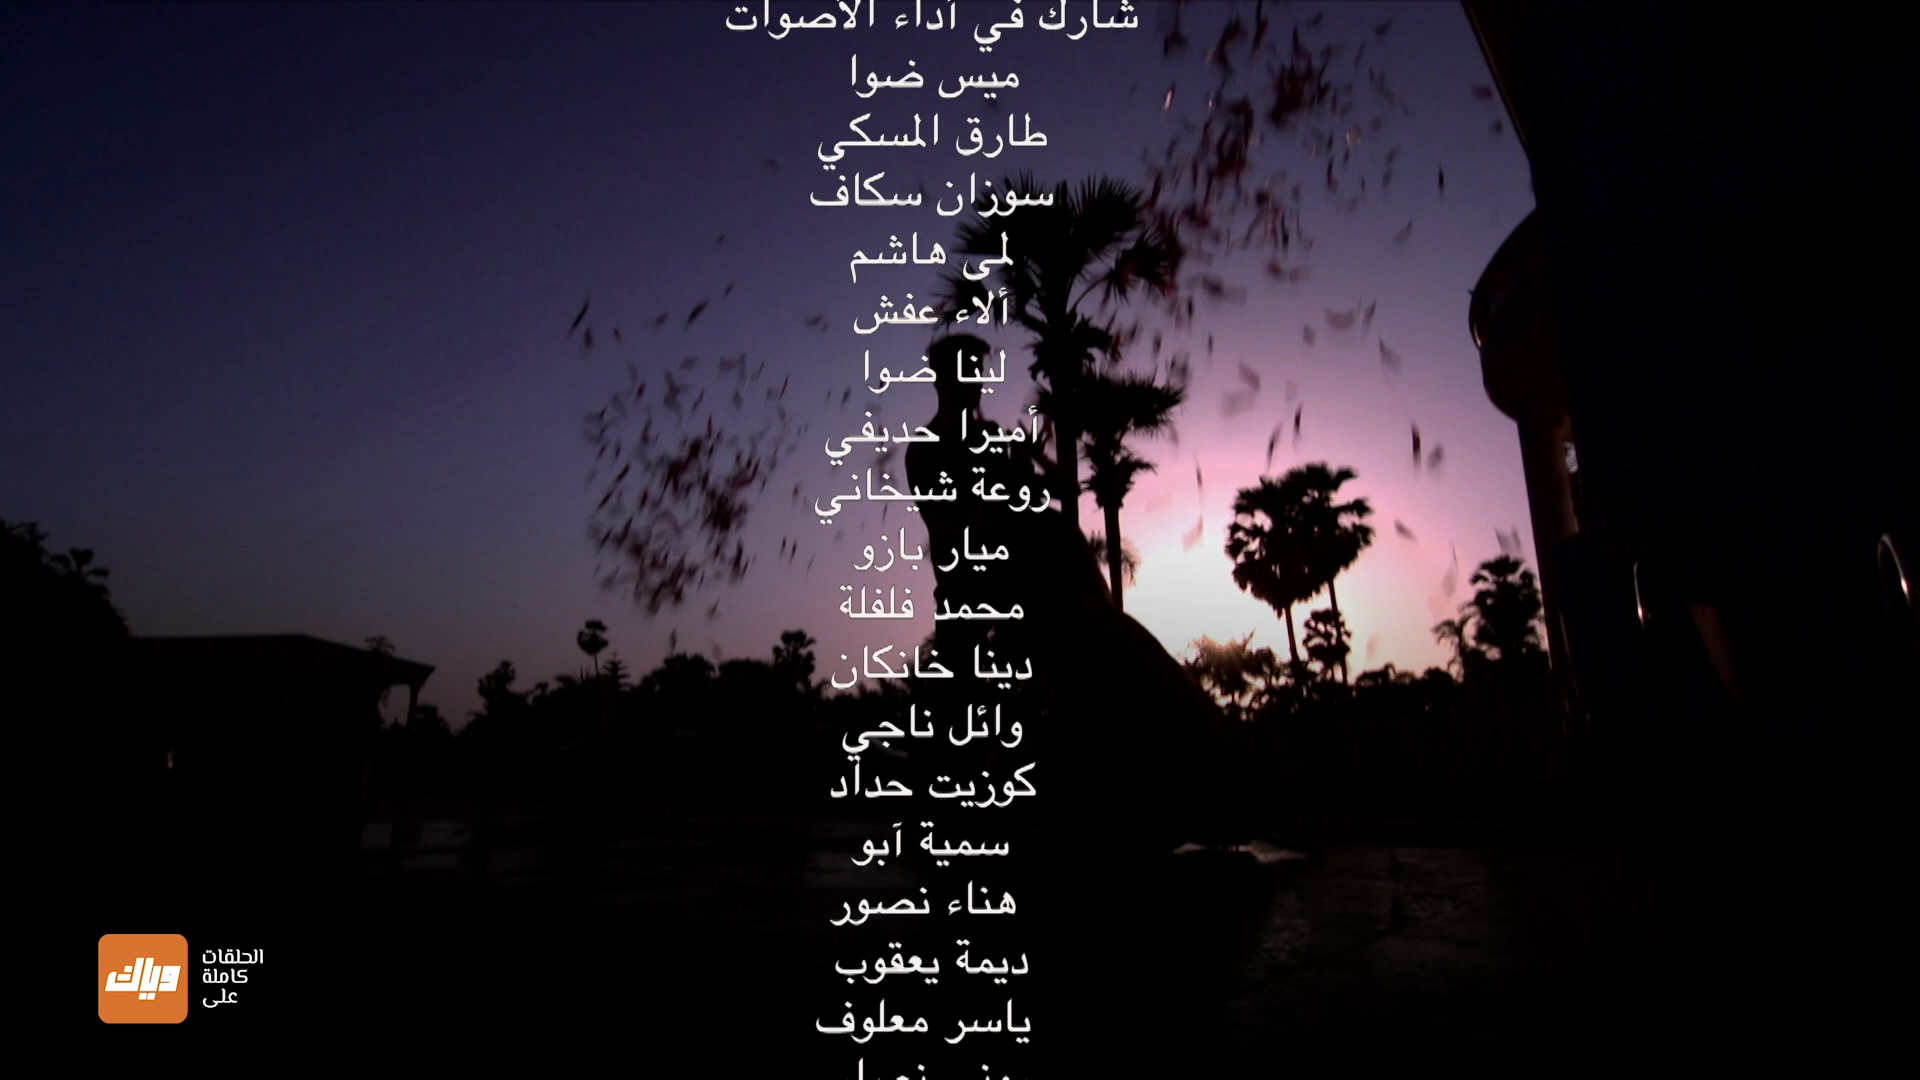 شارك في أداء الأصوات
ميس ضوا
طارق المسكي
سوزان سكاف
لمى هاشم
ألاء عفش
لينا ضوا
أميرا حديفي
روعة شيخاني
ميار بازو
محمد فلفلة
دينا خانكان
وائل ناجي
كوزيت حداد
سمية آبو
هناء نصور
ديمة يعقوب
ياسر معلوف
وياك
الحلقات
كاملة
على